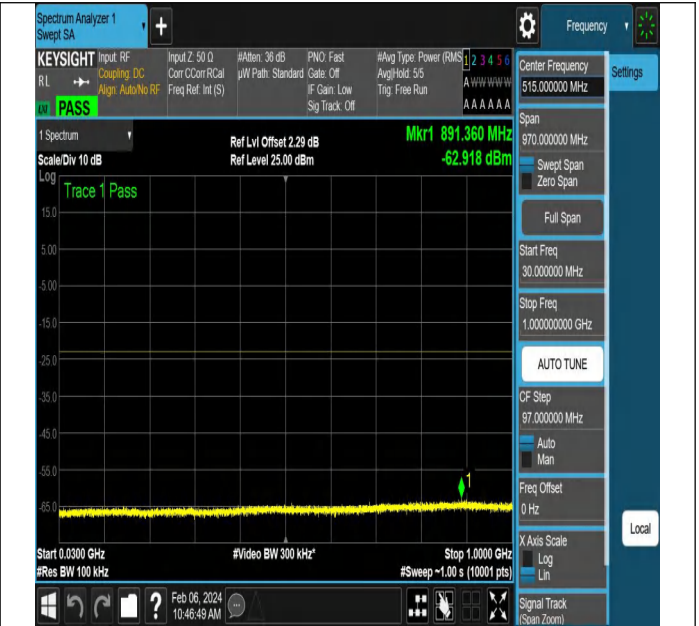 Spectrum Analyzer 1
Swept SA
Frequency
KEYSIGHT
RL
PASS
Input: RF
Coupling: DC
Align: Auto/No RF
Input Z: 50 Ω
Corr CCorr RCal
Freq Ref: Int (S)
#Atten: 36 dB
µW Path: Standard
PNO: Fast
Gate: Off
IF Gain: Low
Sig Track: Off
#Avg Type: Power (RMS
Avg|Hold: 5/5
Trig: Free Run
1 2 3 4 5 6
A W W W W W
A A A A A A
1 Spectrum
Scale/Div 10 dB
Ref Lvl Offset 2.29 dB
Ref Level 25.00 dBm
Mkr1 891.360 MHz
-62.918 dBm
Log
Trace 1 Pass
15.0
5.00
-5.00
-15.0
-25.0
-35.0
-45.0
-55.0
-65.0
1
Start 0.0300 GHz
#Res BW 100 kHz
#Video BW 300 kHz*
Stop 1.0000 GHz
#Sweep ~1.00 s (10001 pts)
Feb 06, 2024
10:46:49 AM
Center Frequency
515.000000 MHz
Settings
Span
970.000000 MHz
Swept Span
Zero Span
Full Span
Start Freq
30.000000 MHz
Stop Freq
1.000000000 GHz
AUTO TUNE
CF Step
97.000000 MHz
Auto
Man
Freq Offset
0 Hz
X Axis Scale
Log
Lin
Local
Signal Track
(Span Zoom)